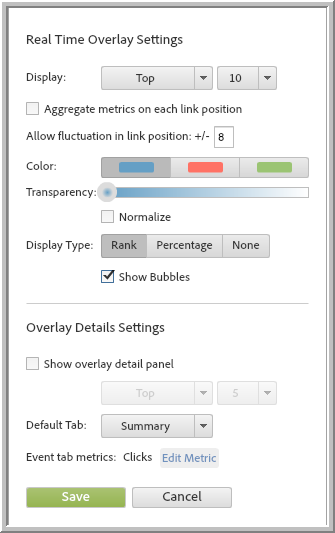 Real Time Overlay Settings
Display: Top 10
Aggregate metrics on each link position
Allow fluctuation in link position: +/- 8
Color:
Transparency:
Normalize
Display Type: Rank Percentage None
Show Bubbles
Overlay Details Settings
Show overlay detail panel
Top 5
Default Tab: Summary
Event tab metrics: Clicks Edit Metric
Save Cancel